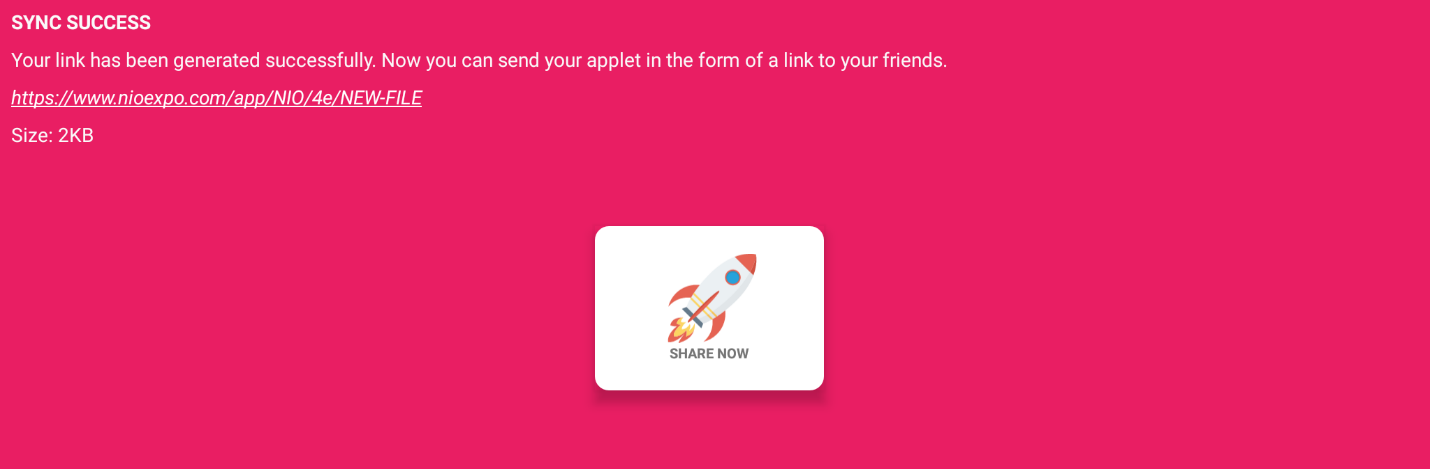 SYNC SUCCESS
Your link has been generated successfully. Now you can send your applet in the form of a link to your friends.
https://www.nioexpo.com/app/NIO/4e/NEW-FILE
Size: 2KB
SHARE NOW